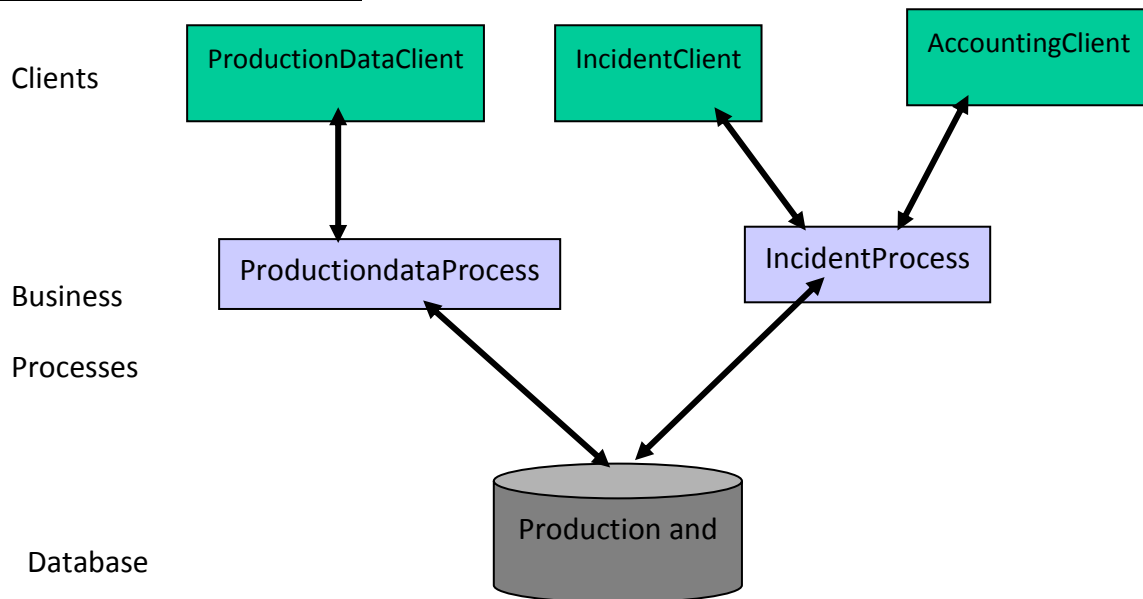 Clients
ProductionDataClient
IncidentClient
AccountingClient
ProductiondataProcess
IncidentProcess
Business
Processes
Production and
Database